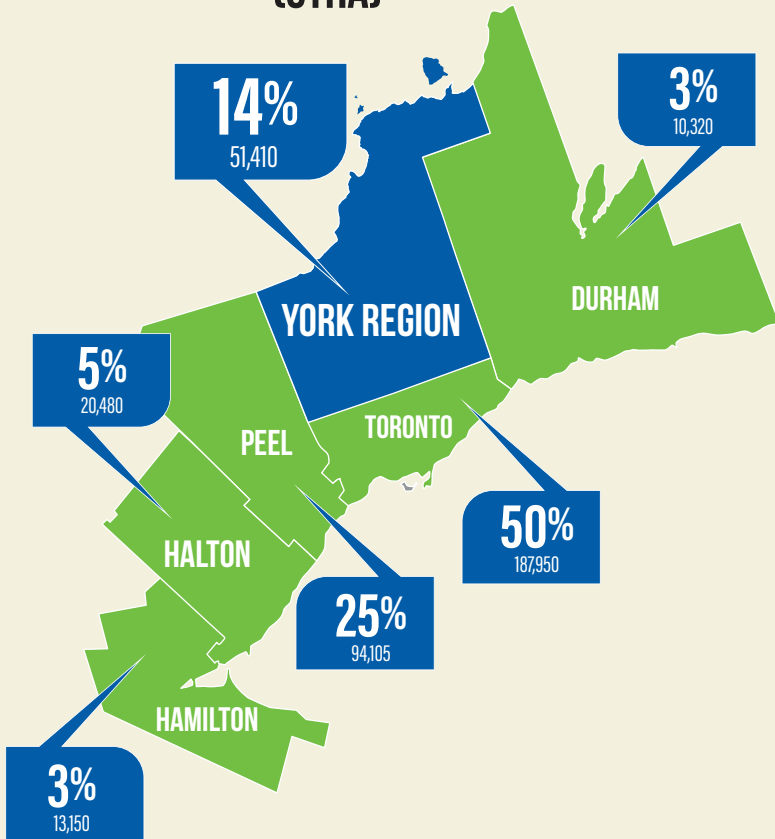 (GTHA)
14%
51,410
3%
10,320
DURHAM
YORK REGION
5%
20,480
TORONTO
PEEL
50%
187,950
HALTON
25%
94,105
HAMILTON
3%
13,150